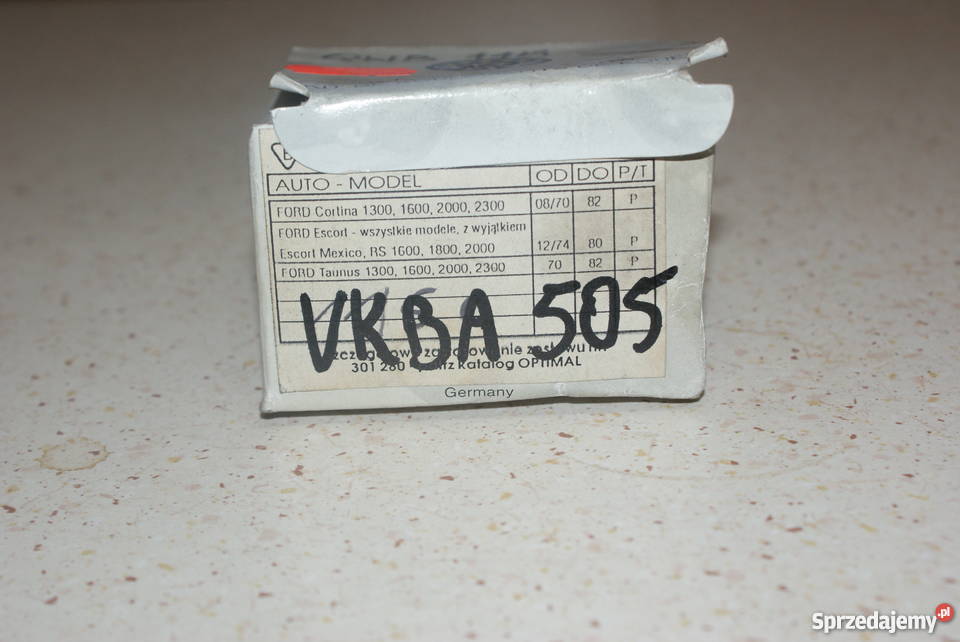 AUTO - MODEL OD DO P/T
FORD Cortina 1300, 1600, 2000, 2300 08/70 82 P
FORD Escort - wszystkie modele, z wyjątkiem
Escort Mexico, RS 1600, 1800, 2000 12/74 80 P
FORD Taunus 1300, 1600, 2000, 2300 70 82 P
VKBA 505
301 280 katalog OPTIMAL
Germany
Sprzedajemy.pl